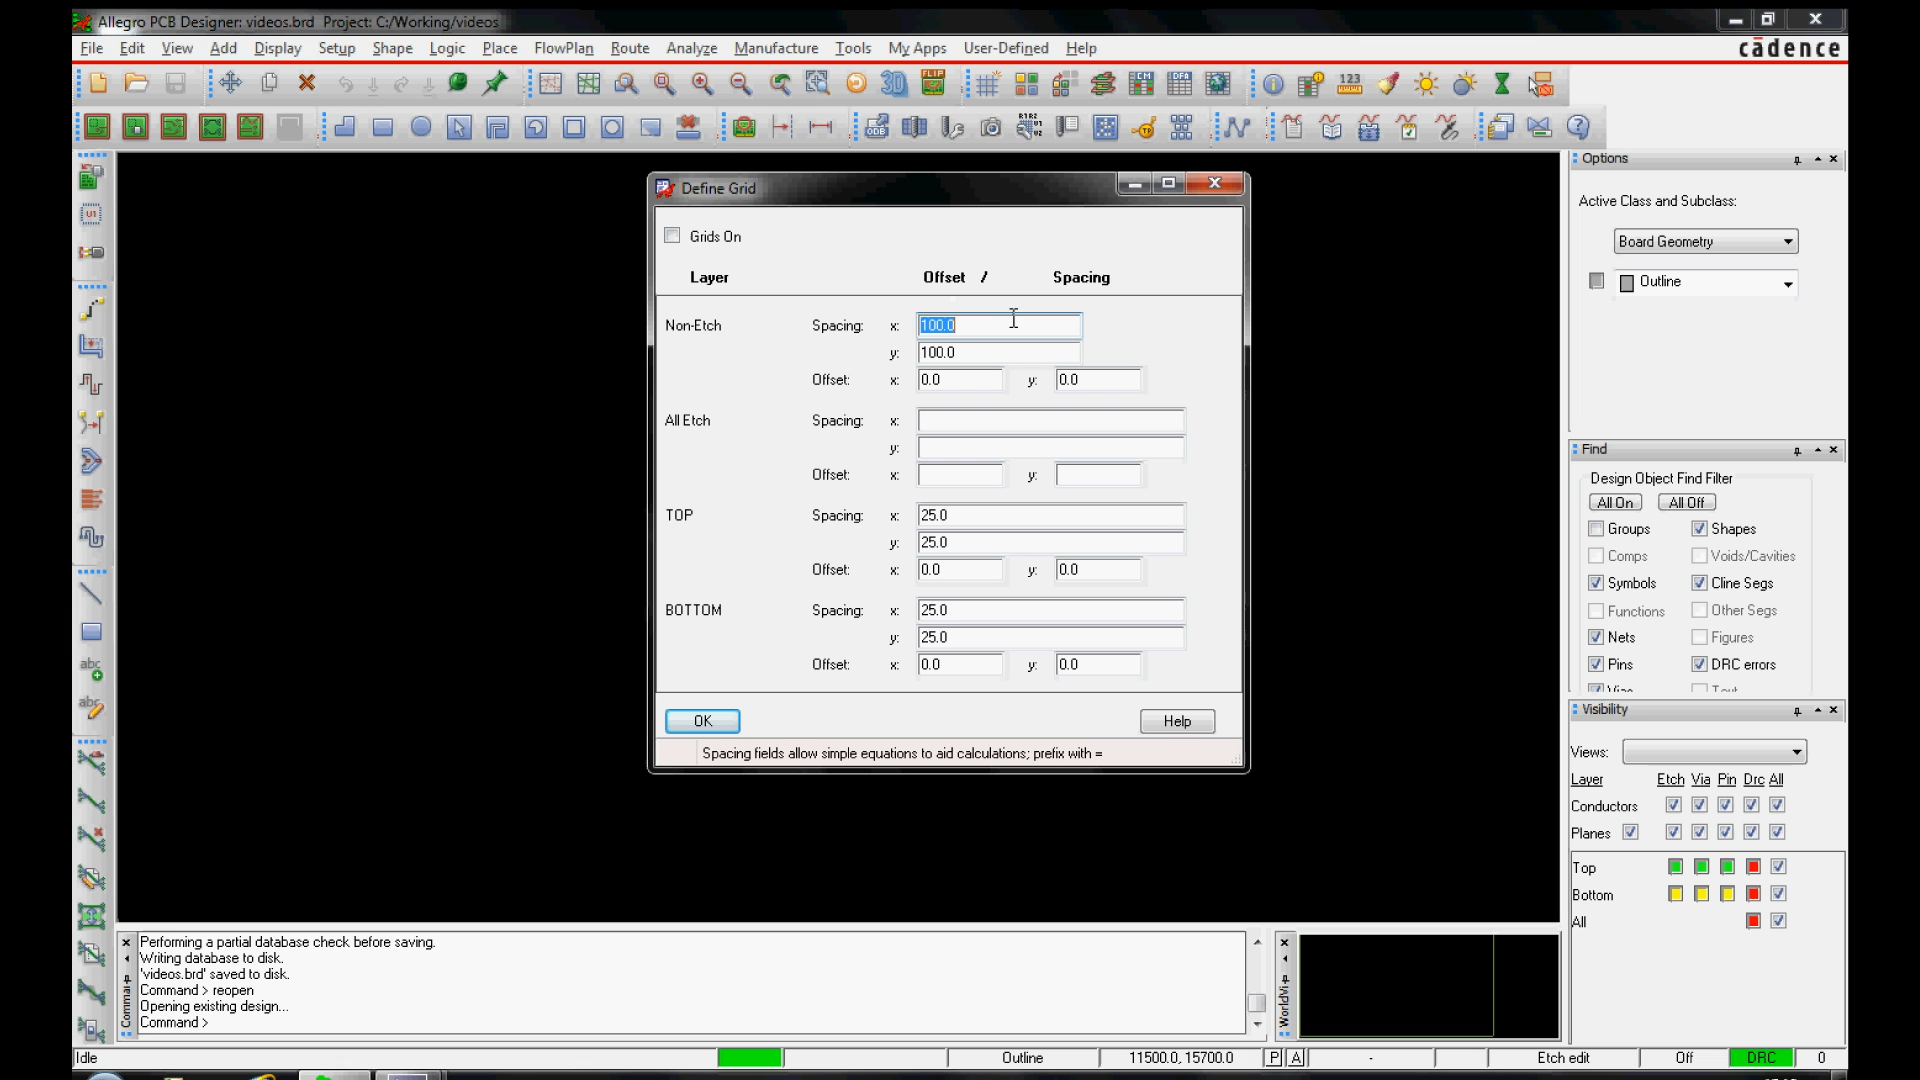 Allegro PCB Designer: videos.brd  Project: C:/Working/videos
File Edit View Add Display Setup Shape Logic Place FlowPlan Route Analyze Manufacture Tools My Apps User-Defined Help
cādence
Options
Active Class and Subclass:
Board Geometry
Outline
Define Grid
Grids On
Layer Offset / Spacing
Non-Etch Spacing: x: 100.0
y: 100.0
Offset: x: 0.0 y: 0.0
All Etch Spacing: x:
y:
Offset: x: y:
TOP Spacing: x: 25.0
y: 25.0
Offset: x: 0.0 y: 0.0
BOTTOM Spacing: x: 25.0
y: 25.0
Offset: x: 0.0 y: 0.0
OK Help
Spacing fields allow simple equations to aid calculations; prefix with =
Find
Design Object Find Filter
All On All Off
Groups Shapes
Comps Voids/Cavities
Symbols Cline Segs
Functions Other Segs
Nets Figures
Pins DRC errors
Vias Text
Visibility
Views:
Layer Etch Via Pin Drc All
Conductors
Planes
Top
Bottom
All
Performing a partial database check before saving.
Writing database to disk.
'videos.brd' saved to disk.
Command > reopen
Opening existing design...
Command >
Idle Outline 11500.0, 15700.0 P A - Etch edit Off DRC 0